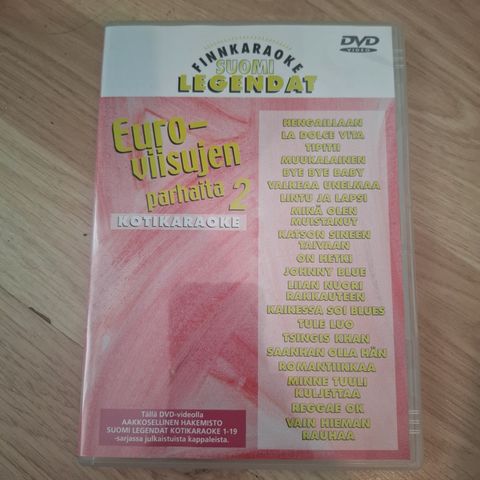 FINNKARAOKE
SUOMI
LEGENDAT
DVD
VIDEO
Euro-
viisujen
parhaita 2
KOTIKARAOKE
HENGAILLAAN
LA DOLCE VITA
TIPITII
MUUKALAINEN
BYE BYE BABY
VALKEAA UNELMAA
LINTU JA LAPSI
MINÄ OLEN
MUISTANUT
KATSON SINEEN
TAIVAAN
ON HETKI
JOHNNY BLUE
LIIAN NUORI
RAKKAUTEEN
KAIKESSA SOI BLUES
TULE LUO
TSINGIS KHAN
SAANHAN OLLA HÄN
ROMANTIIKKAA
MINNE TUULI
KULJETTAA
REGGAE OK
VAIN HIEMAN
RAUHAA
Tällä DVD-videolla
AAKKOSELLINEN HAKEMISTO
SUOMI LEGENDAT KOTIKARAOKE 1-19
-sarjassa julkaistuista kappaleista.